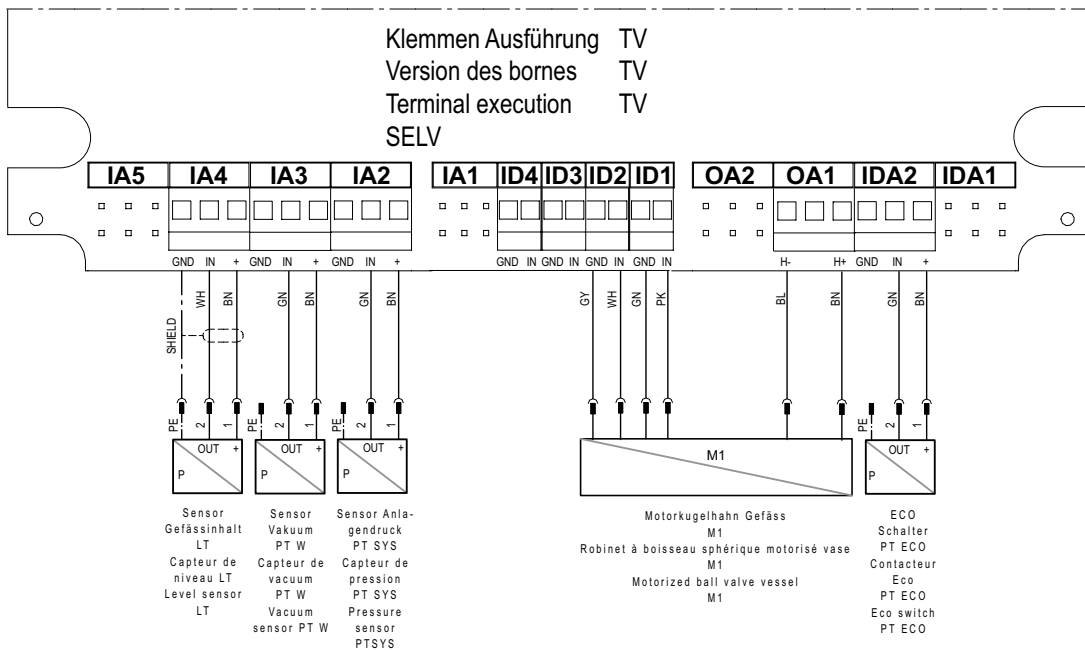 Klemmen Ausführung TV
Version des bornes TV
Terminal execution TV
SELV
IA5 IA4 IA3 IA2 IA1 ID4 ID3 ID2 ID1 OA2 OA1 IDA2 IDA1
GND IN + GND IN + GND IN + GND IN GND IN GND IN GND IN H- H+ GND IN +
SHIELD WH BN GN BN GN BN GY WH GN PK BL BN GN BN
PE 2 1 PE 2 1 PE 2 1 PE 2 1
OUT + OUT + OUT + M1 OUT +
P P P P
Sensor
Gefässinhalt
LT
Capteur de
niveau LT
Level sensor
LT
Sensor
Vakuum
PT W
Capteur de
vacuum
PT W
Vacuum
sensor PT W
Sensor Anla-
gendruck
PT SYS
Capteur de
pression
PT SYS
Pressure
sensor
PTSYS
Motorkugelhahn Gefäss
M1
Robinet à boisseau sphérique motorisé vase
M1
Motorized ball valve vessel
M1
ECO
Schalter
PT ECO
Contacteur
Eco
PT ECO
Eco switch
PT ECO